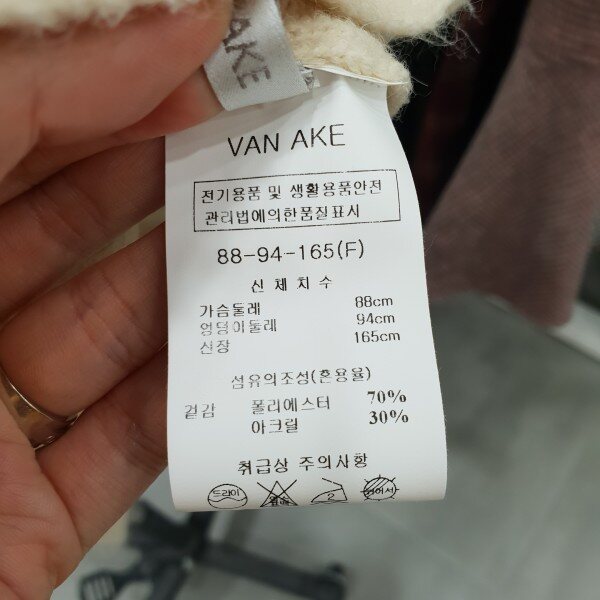 AKE
VAN AKE
전기용품 및 생활용품안전
관리법에의한품질표시
88-94-165(F)
신체치수
가슴둘레 88cm
엉덩이둘레 94cm
신장 165cm
섬유의조성(혼용율)
겉감 폴리에스터 70%
아크릴 30%
취급상 주의사항
드라이 2